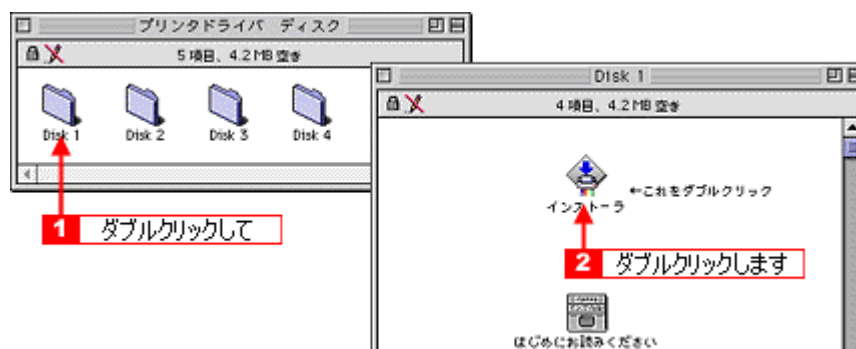 プリンタドライバ ディスク
5 項目、4.2 MB 空き
Disk 1
Disk 2
Disk 3
Disk 4
1 ダブルクリックして
Disk 1
4 項目、4.2 MB 空き
インストーラ
←これをダブルクリック
2 ダブルクリックします
はじめにお読みください